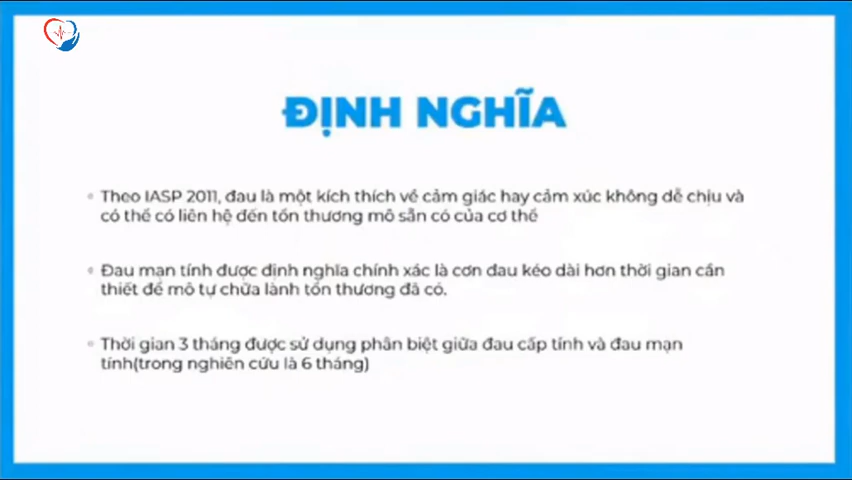 ĐỊNH NGHĨA
Theo IASP 2011, đau là một kích thích về cảm giác hay cảm xúc không dễ chịu và
có thể có liên hệ đến tổn thương mô sẵn có của cơ thể
Đau mạn tính được định nghĩa chính xác là cơn đau kéo dài hơn thời gian cần
thiết để mô tự chữa lành tổn thương đã có.
Thời gian 3 tháng được sử dụng phân biệt giữa đau cấp tính và đau mạn
tính(trong nghiên cứu là 6 tháng)